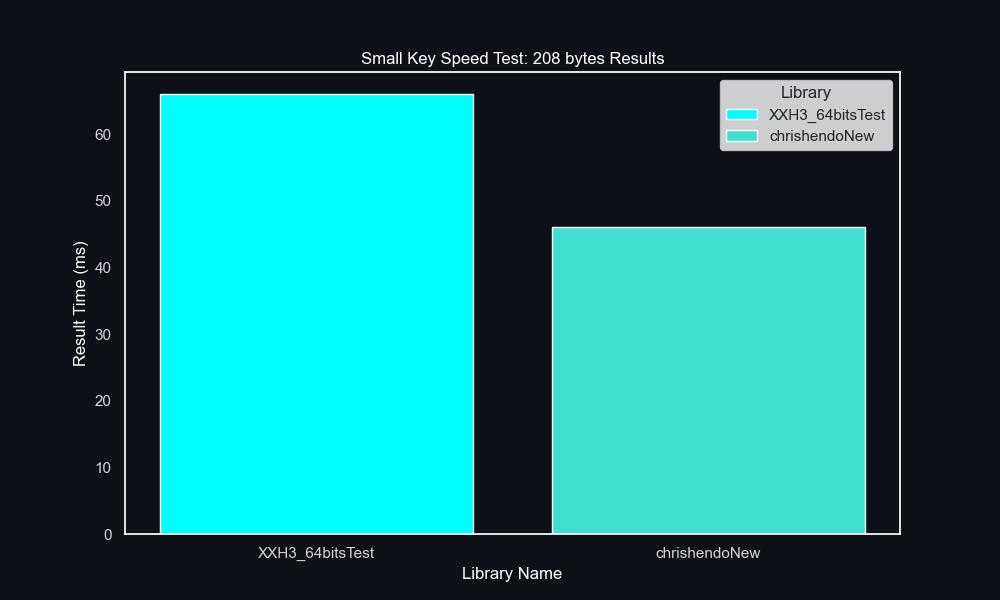 Small Key Speed Test: 208 bytes Results
Library
XXH3_64bitsTest
chrishendoNew
60
50
40
30
20
10
0
Result Time (ms)
XXH3_64bitsTest
chrishendoNew
Library Name